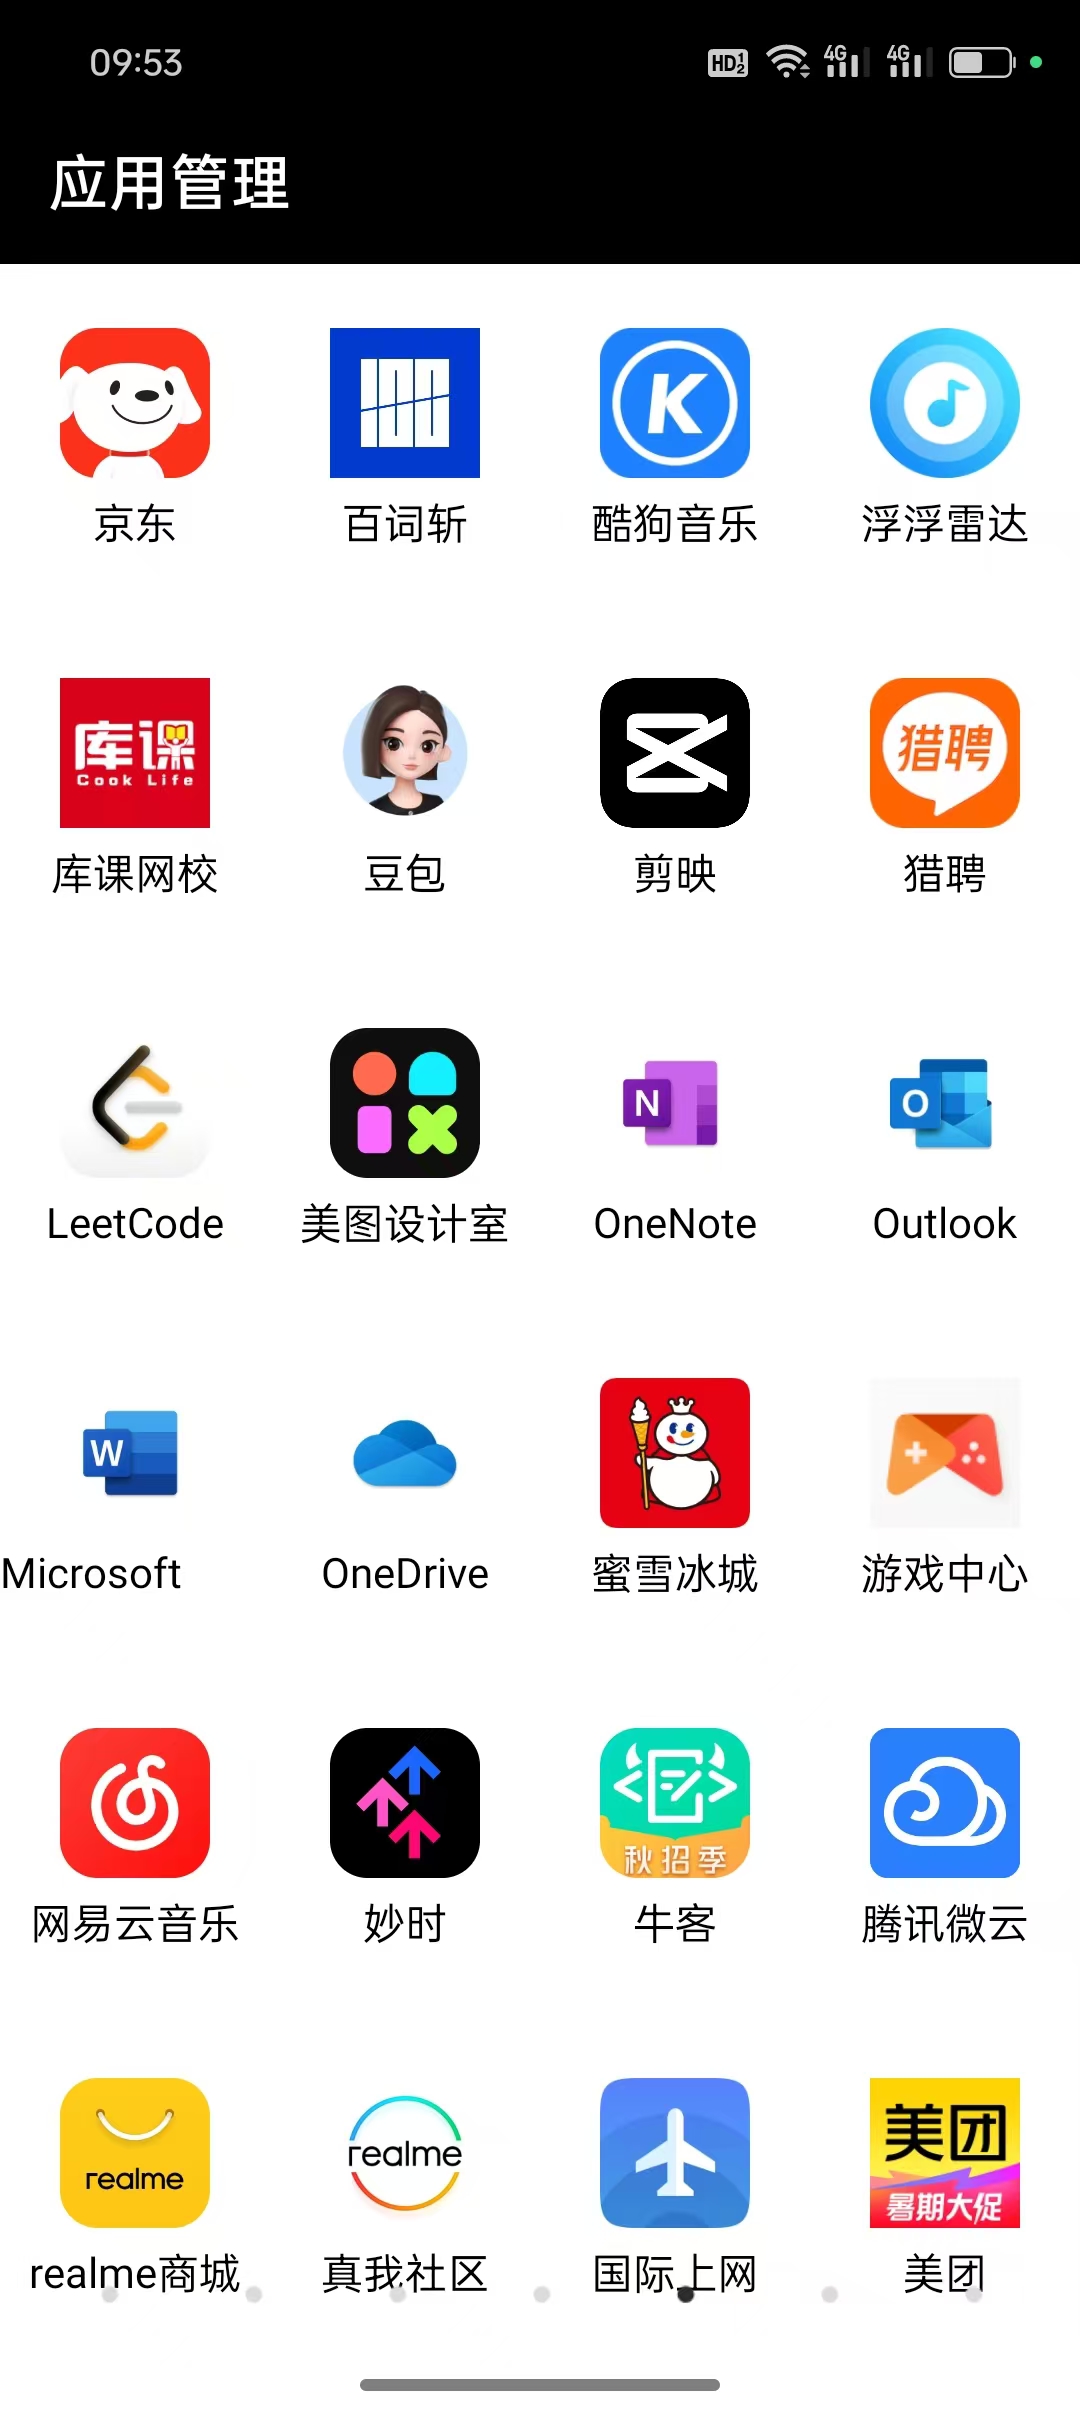 09:53
HD 1 2 4G 4G
应用管理
K
京东 百词斩 酷狗音乐 浮浮雷达
库课 猎聘
Cook Life
库课网校 豆包 剪映 猎聘
N O
LeetCode 美图设计室 OneNote Outlook
W
Microsoft OneDrive 蜜雪冰城 游戏中心
秋招季
网易云音乐 妙时 牛客 腾讯微云
realme realme 美团
暑期大促
realme商城 真我社区 国际上网 美团